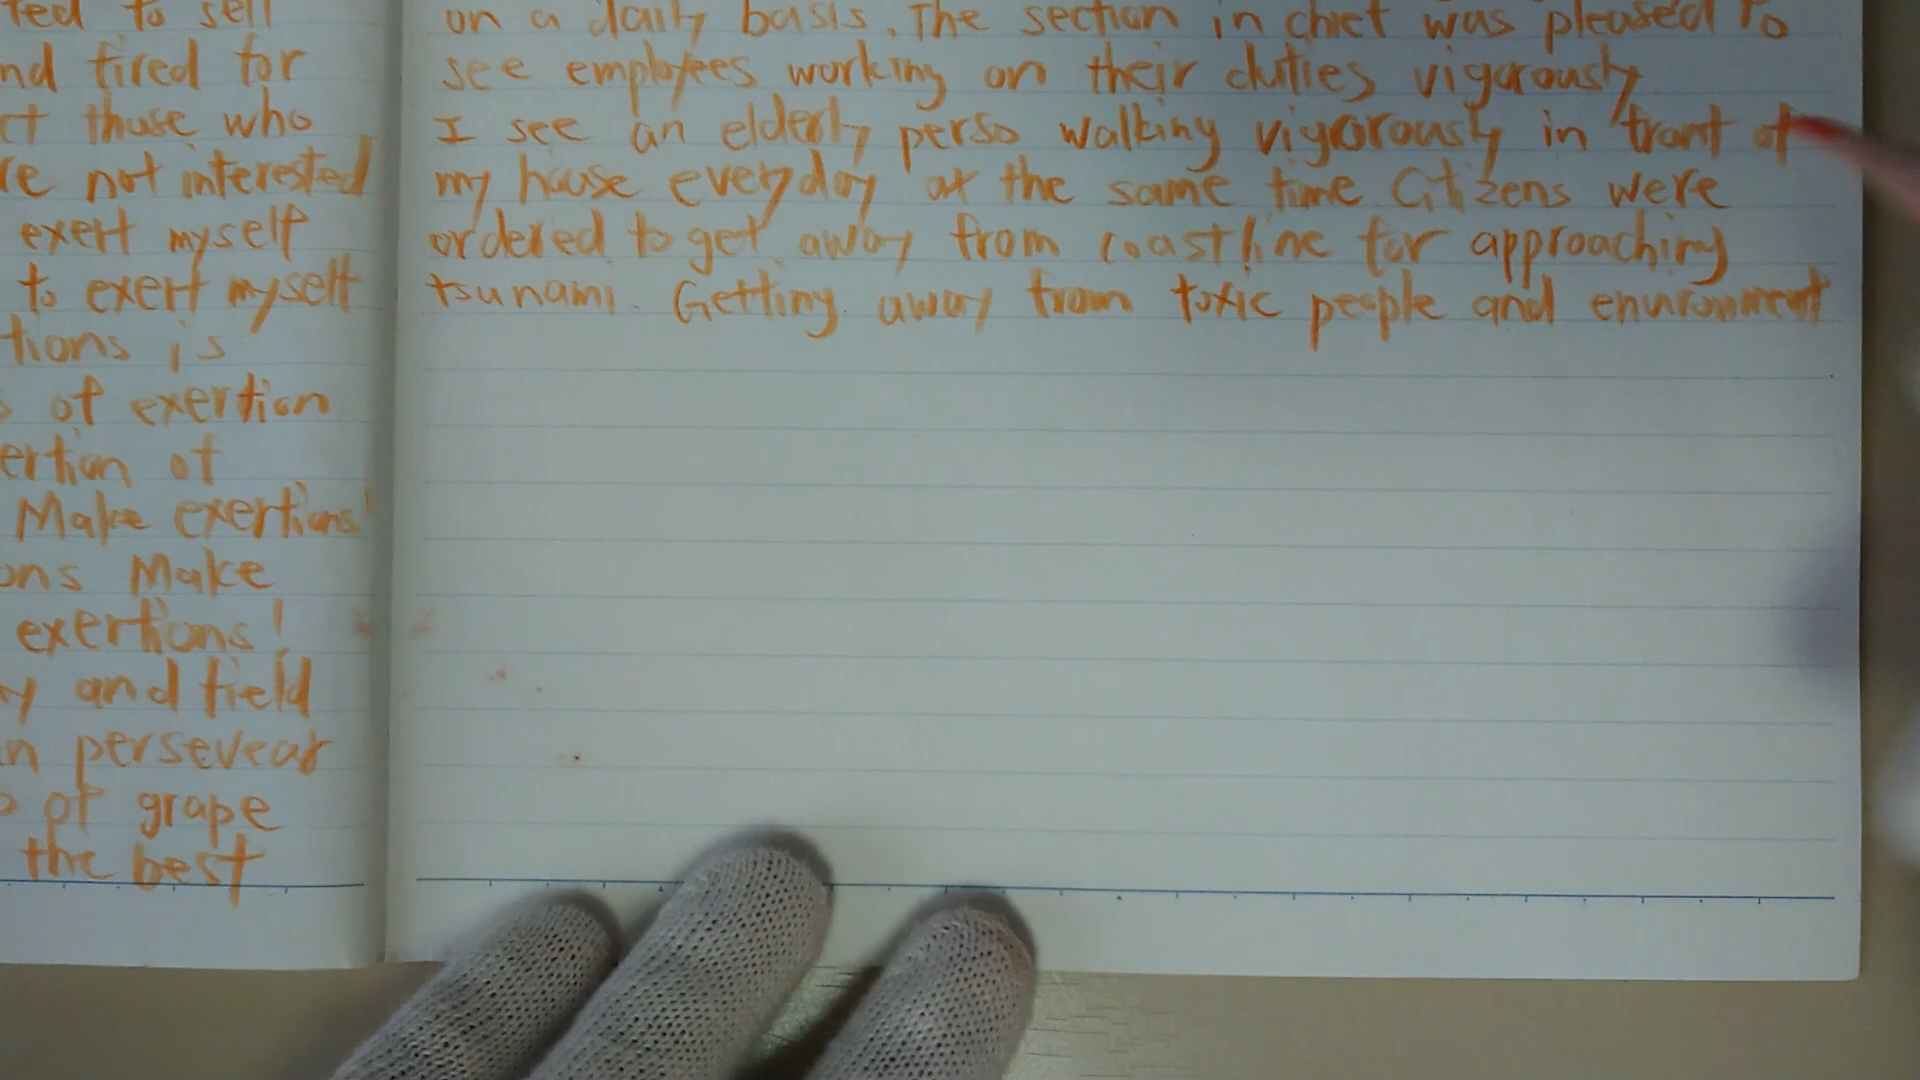 ted to sell
nd fired for
ct those who
re not interested
exert myself
to exert myself
tions is
of exertion
ertion of
Make exertions!
ons Make
exertions!
y and field
n persevear
of grape
the best
on a daily basis. The section in chief was pleased to
see employees working on their duties vigorously
I see an elderly perso walking vigorously in front of
my house everyday at the same time Citizens were
ordered to get away from coastline for approaching
tsunami. Getting away from toxic people and environment